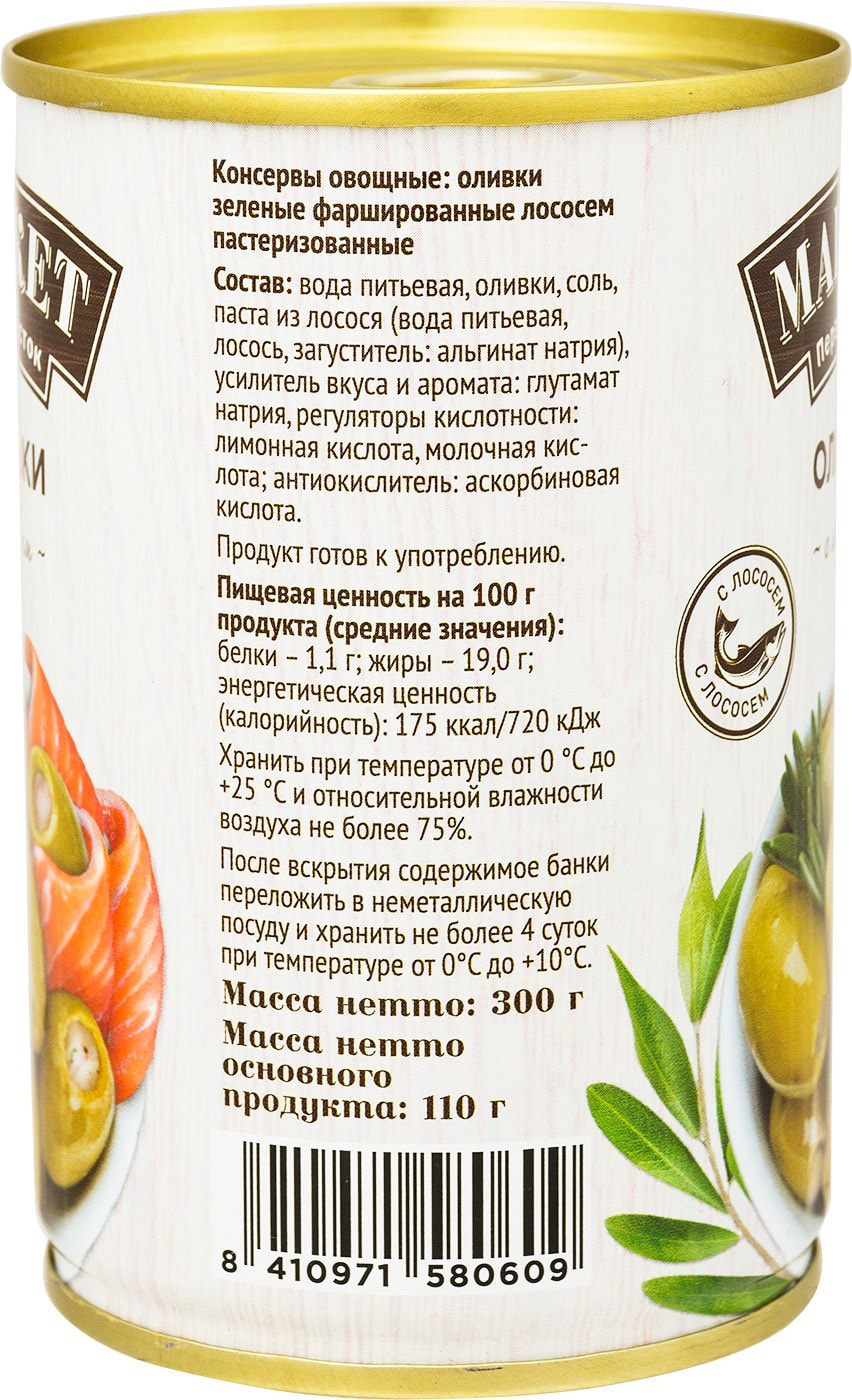 Консервы овощные: оливки
зеленые фаршированные лососем
пастеризованные
Состав: вода питьевая, оливки, соль,
паста из лосося (вода питьевая,
лосось, загуститель: альгинат натрия),
усилитель вкуса и аромата: глутамат
натрия, регуляторы кислотности:
лимонная кислота, молочная кис-
лота; антиокислитель: аскорбиновая
кислота.
Продукт готов к употреблению.
Пищевая ценность на 100 г
продукта (средние значения):
белки – 1,1 г; жиры – 19,0 г;
энергетическая ценность
(калорийность): 175 ккал/720 кДж
Хранить при температуре от 0 °С до
+25 °С и относительной влажности
воздуха не более 75%.
После вскрытия содержимое банки
переложить в неметаллическую
посуду и хранить не более 4 суток
при температуре от 0°С до +10°С.
Масса нетто: 300 г
Масса нетто
основного
продукта: 110 г
8 410971 580609
С ЛОСОСЕМ
С ЛОСОСЕМ